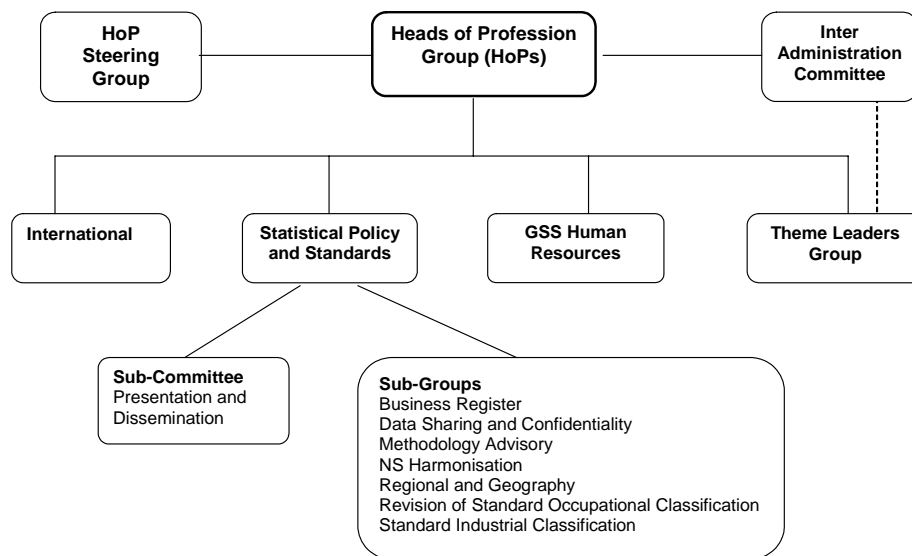 HoP
Steering
Group
Heads of Profession
Group (HoPs)
Inter
Administration
Committee
International
Statistical Policy
and Standards
GSS Human
Resources
Theme Leaders
Group
Sub-Committee
Presentation and
Dissemination
Sub-Groups
Business Register
Data Sharing and Confidentiality
Methodology Advisory
NS Harmonisation
Regional and Geography
Revision of Standard Occupational Classification
Standard Industrial Classification